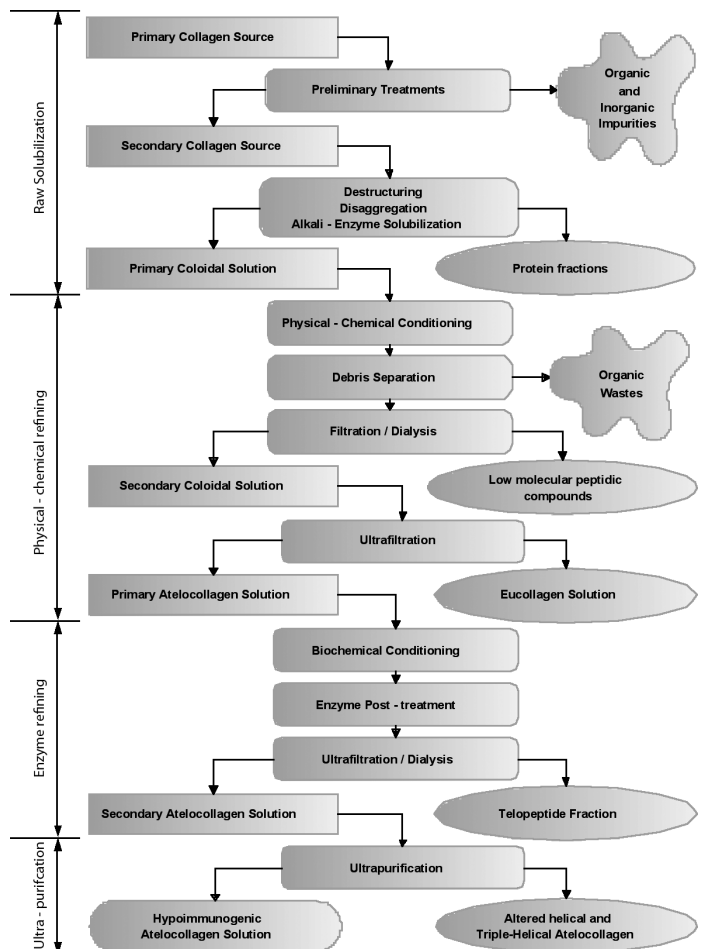 Raw Solubilization
Primary Collagen Source
Preliminary Treatments
Organic
and
Inorganic
Impurities
Secondary Collagen Source
Destructuring
Disaggregation
Alkali - Enzyme Solubilization
Primary Coloidal Solution
Protein fractions
Physical - chemical refining
Physical - Chemical Conditioning
Debris Separation
Organic
Wastes
Filtration / Dialysis
Secondary Coloidal Solution
Low molecular peptidic
compounds
Ultrafiltration
Primary Atelocollagen Solution
Eucollagen Solution
Enzyme refining
Biochemical Conditioning
Enzyme Post - treatment
Ultrafiltration / Dialysis
Secondary Atelocollagen Solution
Telopeptide Fraction
Ultra - purifcation
Ultrapurification
Hypoimmunogenic
Atelocollagen Solution
Altered helical and
Triple-Helical Atelocollagen